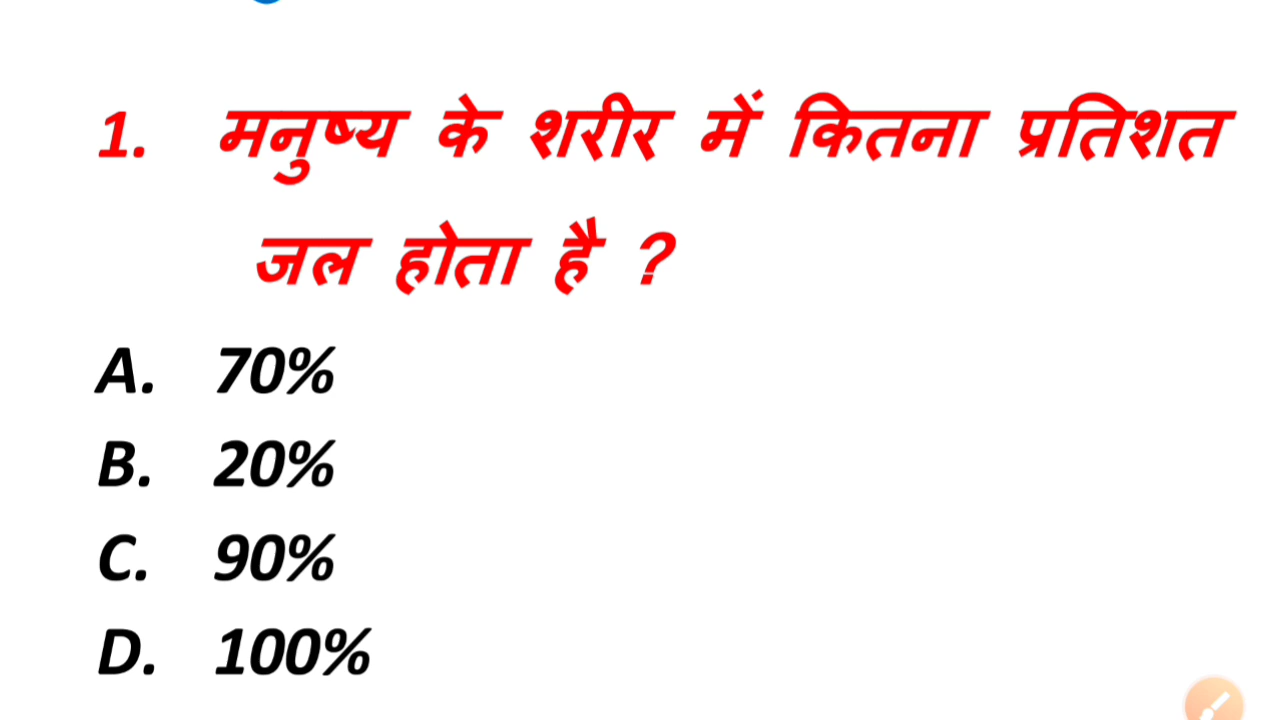 1. मनुष्य के शरीर में कितना प्रतिशत
जल होता है ?
A. 70%
B. 20%
C. 90%
D. 100%